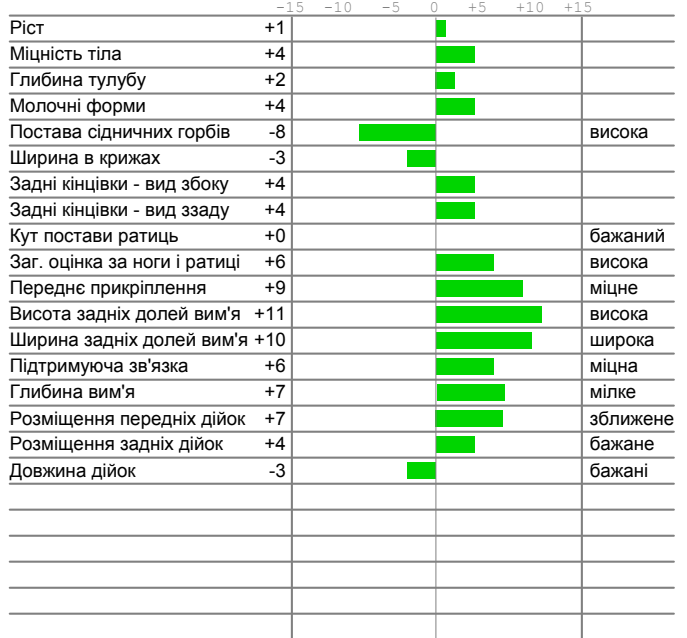 -15 -10 -5 0 +5 +10 +15
Ріст +1
Міцність тіла +4
Глибина тулубу +2
Молочні форми +4
Постава сідничних горбів -8 висока
Ширина в крижах -3
Задні кінцівки - вид збоку +4
Задні кінцівки - вид ззаду +4
Кут постави ратиць +0 бажаний
Заг. оцінка за ноги і ратиці +6 висока
Переднє прикріплення +9 міцне
Висота задніх долей вим'я +11 висока
Ширина задніх долей вим'я +10 широка
Підтримуюча зв'язка +6 міцна
Глибина вим'я +7 мілке
Розміщення передніх дійок +7 зближене
Розміщення задніх дійок +4 бажане
Довжина дійок -3 бажані